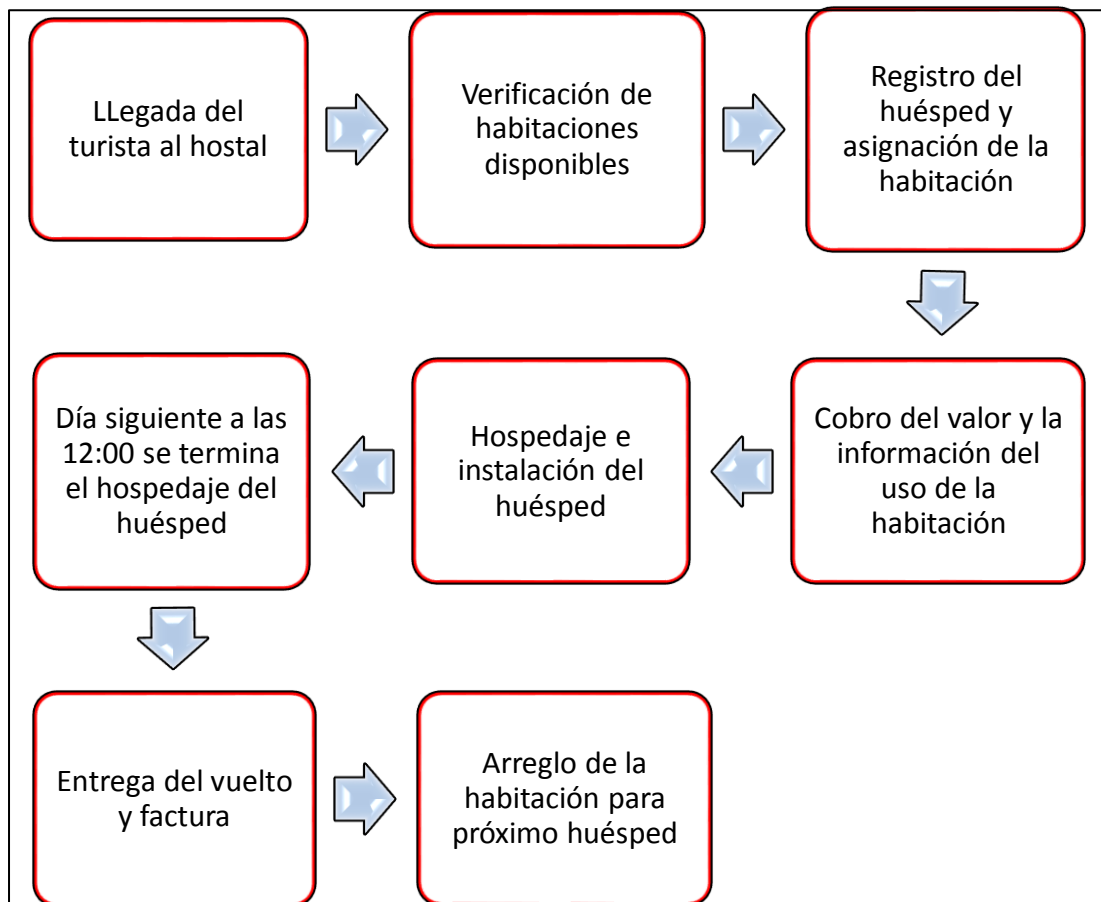 LLegada del
turista al hostal
Verificación de
habitaciones
disponibles
Registro del
huésped y
asignación de la
habitación
Cobro del valor y la
información del
uso de la
habitación
Hospedaje e
instalación del
huésped
Día siguiente a las
12:00 se termina
el hospedaje del
huésped
Entrega del vuelto
y factura
Arreglo de la
habitación para
próximo huésped